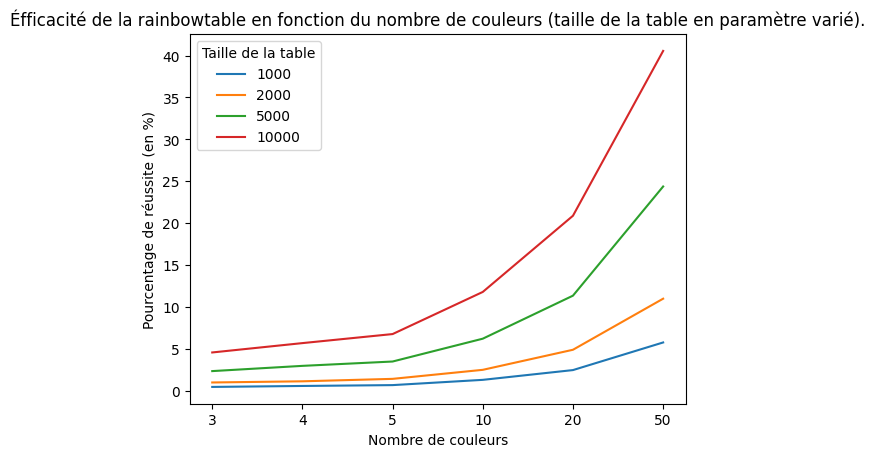 Éfficacité de la rainbowtable en fonction du nombre de couleurs (taille de la table en paramètre varié).
Taille de la table
1000
2000
5000
10000
Pourcentage de réussite (en %)
40
35
30
25
20
15
10
5
0
3 4 5 10 20 50
Nombre de couleurs